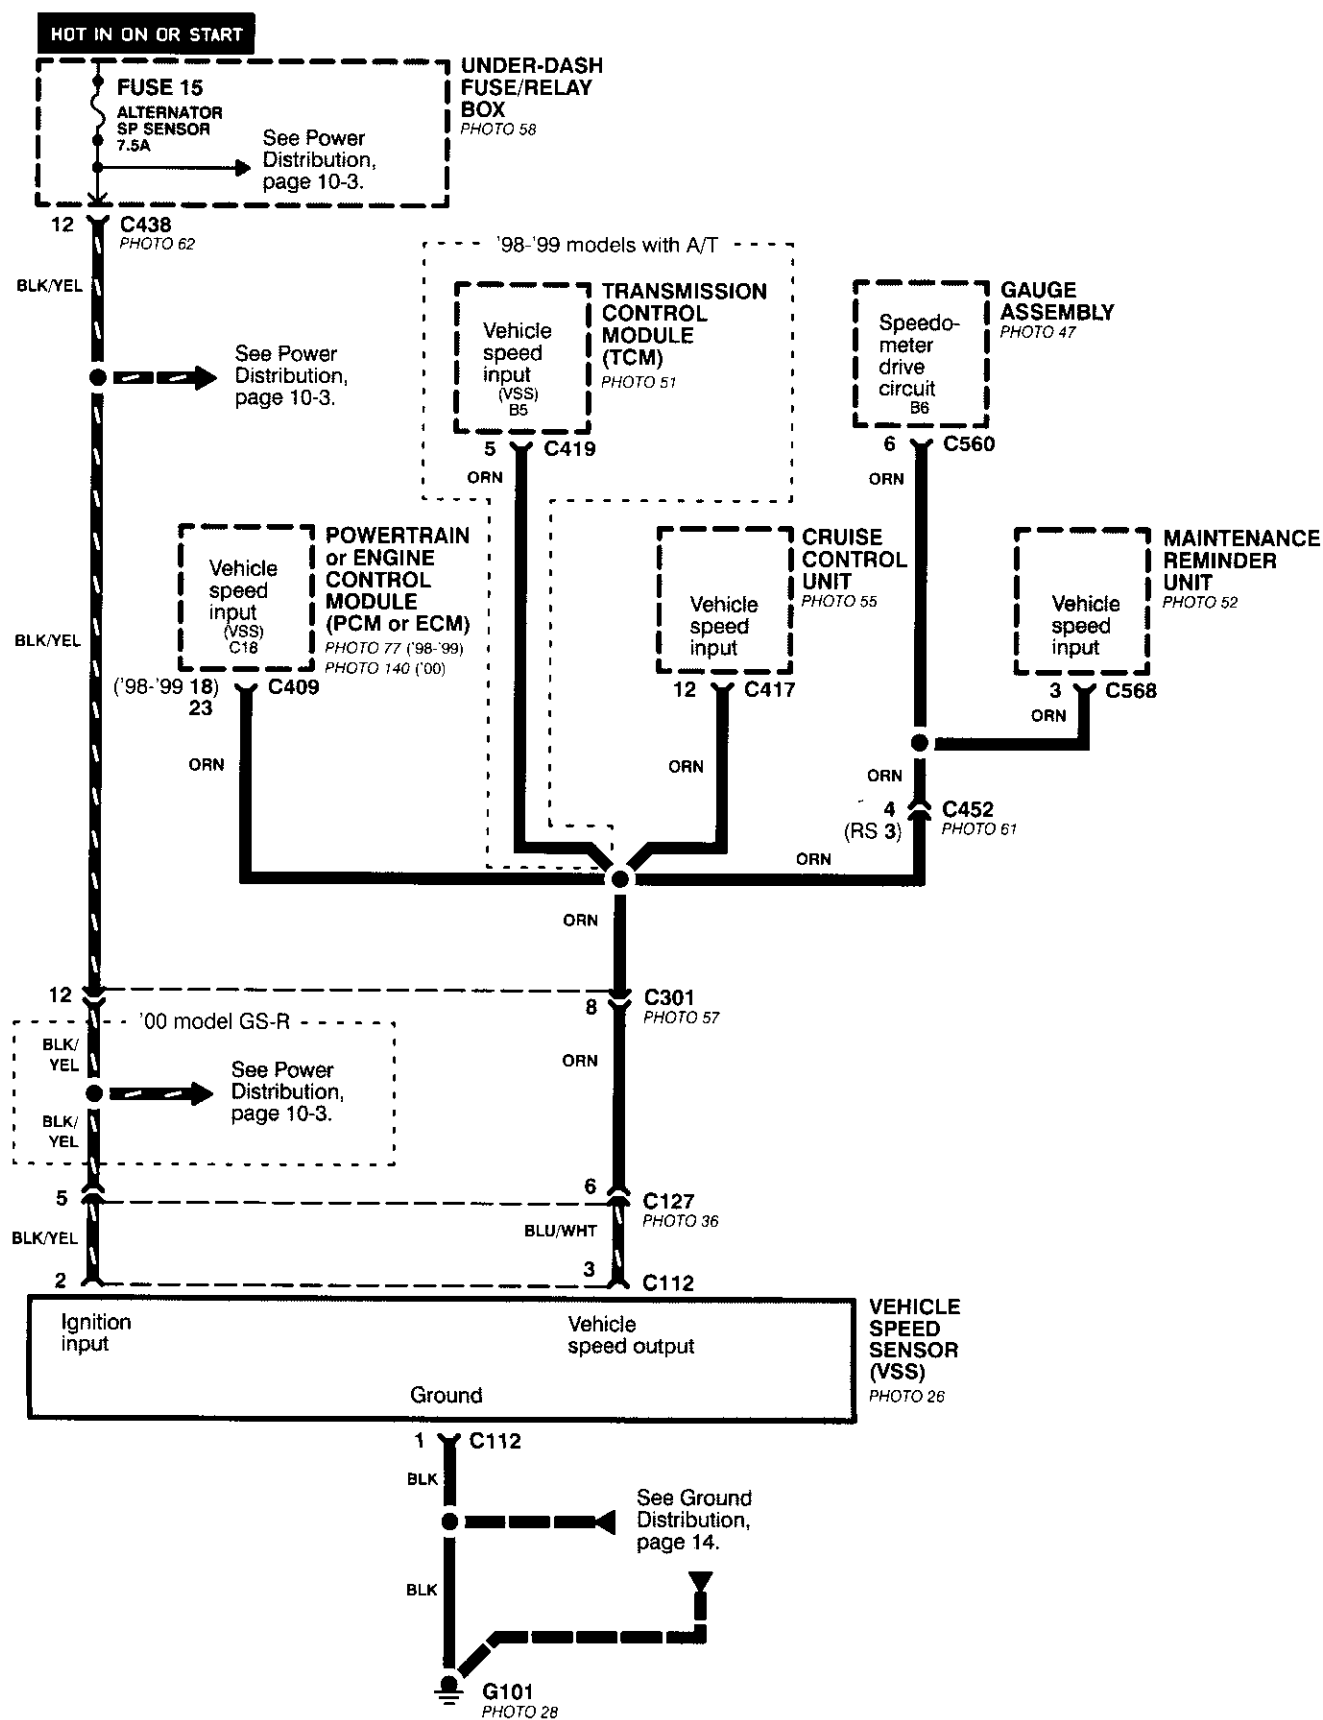 HOT IN ON OR START
FUSE 15
ALTERNATOR
SP SENSOR
7.5A
See Power
Distribution,
page 10-3.
UNDER-DASH
FUSE/RELAY
BOX
PHOTO 58
12
C438
PHOTO 62
BLK/YEL
'98-'99 models with A/T
Vehicle
speed
input
(VSS)
B5
TRANSMISSION
CONTROL
MODULE
(TCM)
PHOTO 51
5
C419
ORN
Speedo-
meter
drive
circuit
B6
GAUGE
ASSEMBLY
PHOTO 47
6
C560
ORN
See Power
Distribution,
page 10-3.
BLK/YEL
Vehicle
speed
input
(VSS)
C18
POWERTRAIN
or ENGINE
CONTROL
MODULE
(PCM or ECM)
PHOTO 77 ('98-'99)
PHOTO 140 ('00)
('98-'99 18)
23
C409
ORN
Vehicle
speed
input
CRUISE
CONTROL
UNIT
PHOTO 55
12
C417
ORN
Vehicle
speed
input
MAINTENANCE
REMINDER
UNIT
PHOTO 52
3
C568
ORN
ORN
4
(RS 3)
C452
PHOTO 61
ORN
ORN
12
8
C301
PHOTO 57
'00 model GS-R
BLK/
YEL
See Power
Distribution,
page 10-3.
BLK/
YEL
ORN
5
6
C127
PHOTO 36
BLK/YEL
BLU/WHT
2
3
C112
Ignition
input
Vehicle
speed output
Ground
VEHICLE
SPEED
SENSOR
(VSS)
PHOTO 26
1
C112
BLK
See Ground
Distribution,
page 14.
BLK
G101
PHOTO 28